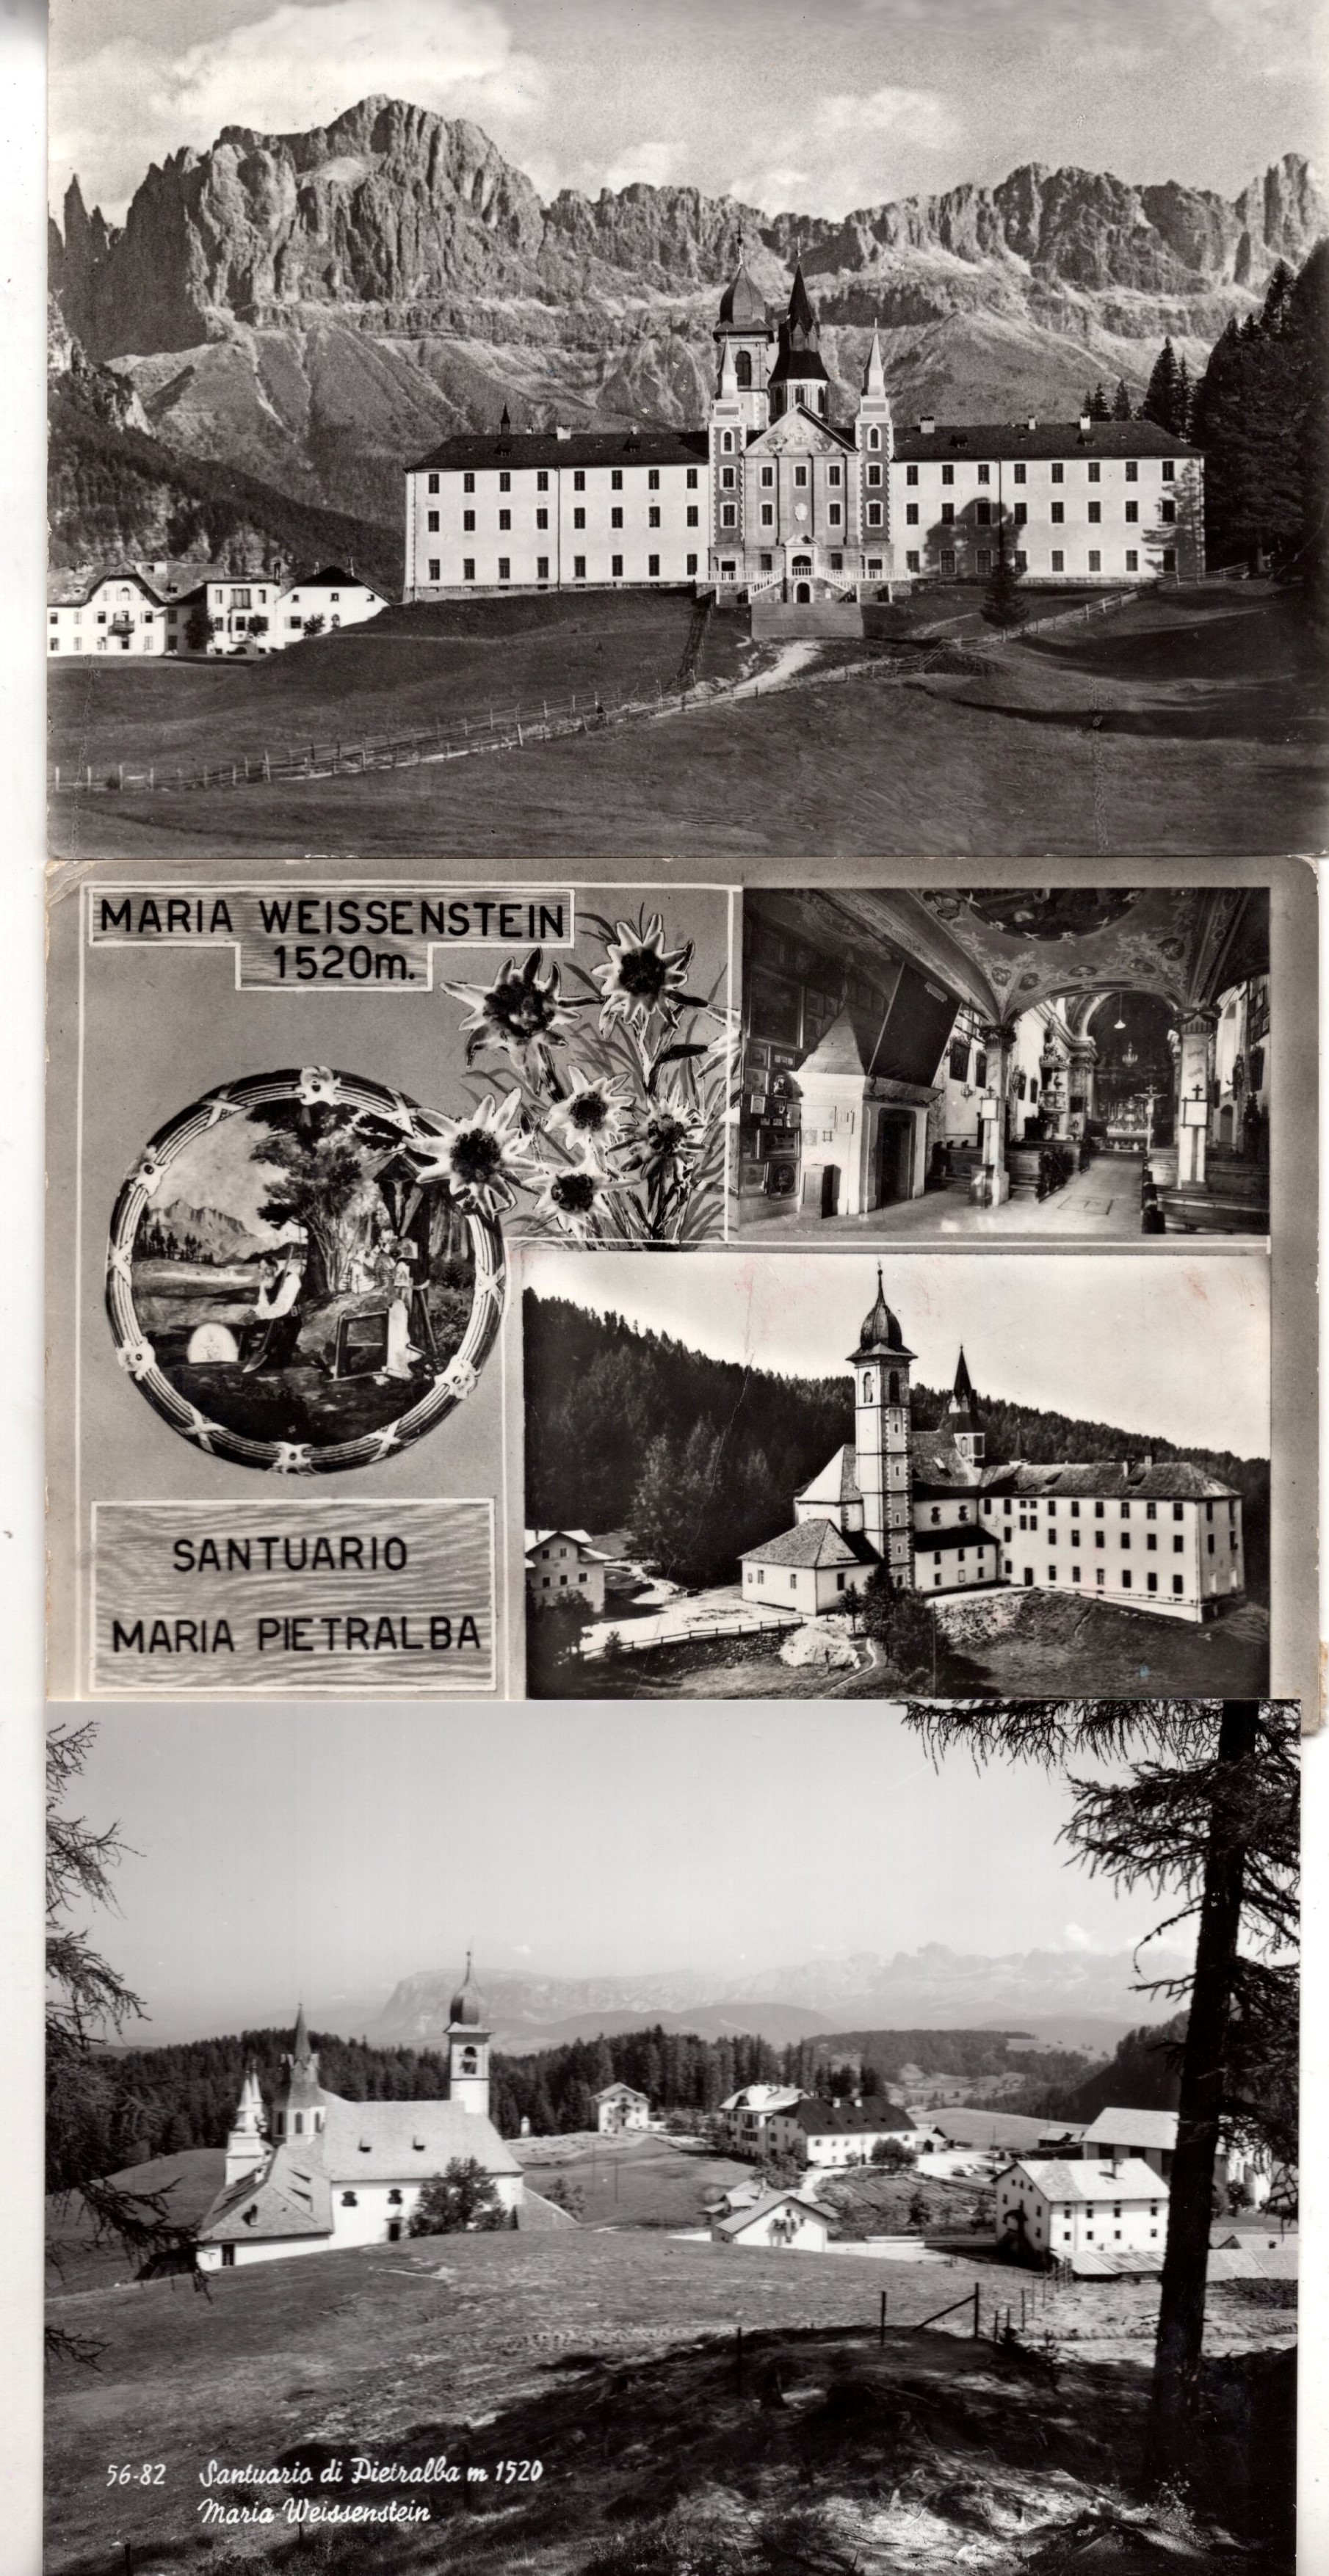 MARIA WEISSENSTEIN
1520m.
SANTUARIO
MARIA PIETRALBA
56-82 Santuario di Pietralba m 1520
Maria Weissenstein